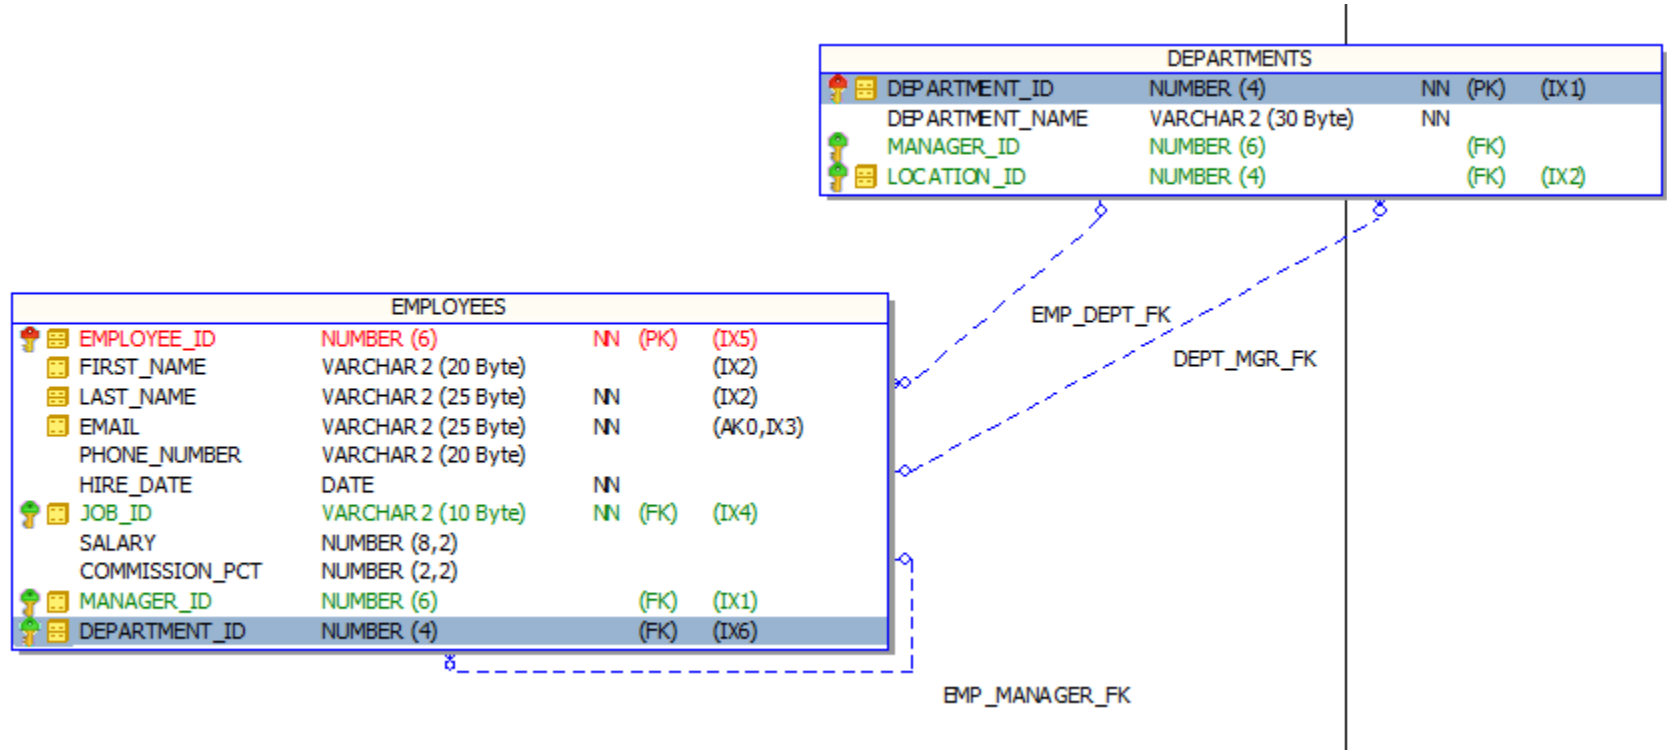 DEPARTMENTS
DEPARTMENT_ID NUMBER (4) NN (PK) (IX1)
DEPARTMENT_NAME VARCHAR2 (30 Byte) NN
MANAGER_ID NUMBER (6) (FK)
LOCATION_ID NUMBER (4) (FK) (IX2)
EMPLOYEES
EMPLOYEE_ID NUMBER (6) NN (PK) (IX5)
FIRST_NAME VARCHAR2 (20 Byte) (IX2)
LAST_NAME VARCHAR2 (25 Byte) NN (IX2)
EMAIL VARCHAR2 (25 Byte) NN (AK0,IX3)
PHONE_NUMBER VARCHAR2 (20 Byte)
HIRE_DATE DATE NN
JOB_ID VARCHAR2 (10 Byte) NN (FK) (IX4)
SALARY NUMBER (8,2)
COMMISSION_PCT NUMBER (2,2)
MANAGER_ID NUMBER (6) (FK) (IX1)
DEPARTMENT_ID NUMBER (4) (FK) (IX6)
EMP_DEPT_FK
DEPT_MGR_FK
EMP_MANAGER_FK